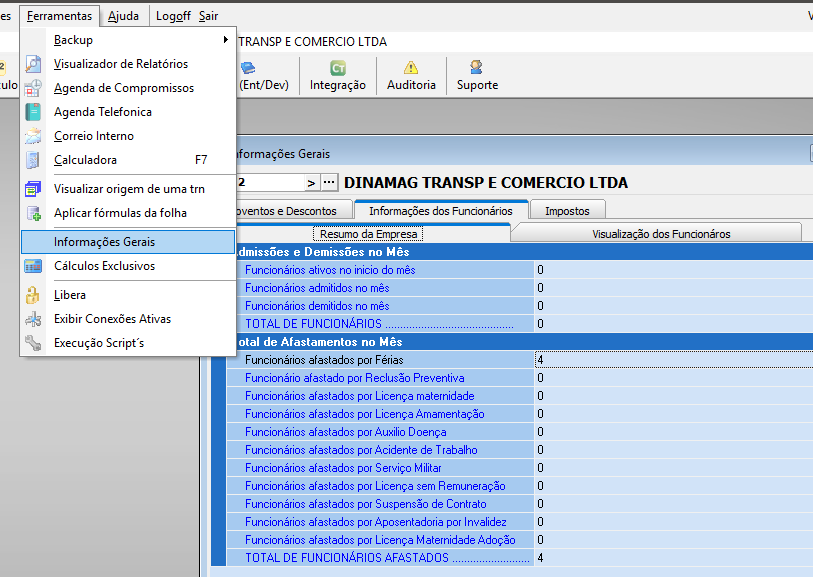 es Ferramentas Ajuda Logoff Sair
Backup
Visualizador de Relatórios
Agenda de Compromissos
Agenda Telefonica
Correio Interno
Calculadora F7
Visualizar origem de uma trn
Aplicar fórmulas da folha
Informações Gerais
Cálculos Exclusivos
Libera
Exibir Conexões Ativas
Execução Script´s
TRANSP E COMERCIO LTDA
ulo (Ent/Dev) Integração Auditoria Suporte
nformações Gerais
2 > ... DINAMAG TRANSP E COMERCIO LTDA
oventos e Descontos Informações dos Funcionários Impostos
Resumo da Empresa Visualização dos Funcionáros
dmissões e Demissões no Mês
Funcionários ativos no inicio do mês 0
Funcionários admitidos no mês 0
Funcionários demitidos no mês 0
TOTAL DE FUNCIONÁRIOS ............................................ 0
otal de Afastamentos no Mês
Funcionários afastados por Férias 4
Funcionário afastado por Reclusão Preventiva 0
Funcionários afastados por Licença maternidade 0
Funcionários afastados por Licença Amamentação 0
Funcionários afastados por Auxilio Doença 0
Funcionários afastados por Acidente de Trabalho 0
Funcionários afastados por Serviço Militar 0
Funcionários afastados por Licença sem Remuneração 0
Funcionários afastados por Suspensão de Contrato 0
Funcionários afastados por Aposentadoria por Invalidez 0
Funcionários afastados por Licença Maternidade Adoção 0
TOTAL DE FUNCIONÁRIOS AFASTADOS .......................... 4